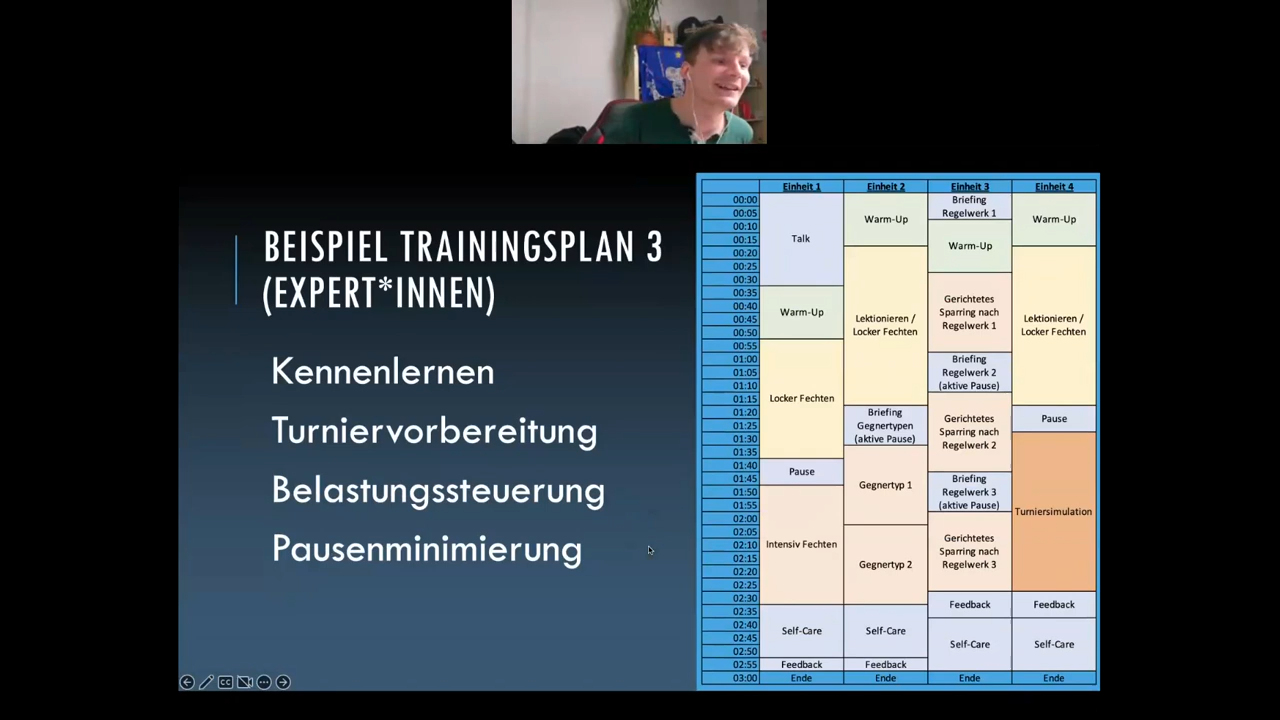 BEISPIEL TRAININGSPLAN 3
(EXPERT*INNEN)
Kennenlernen
Turniervorbereitung
Belastungssteuerung
Pausenminimierung
Einheit 1 Einheit 2 Einheit 3 Einheit 4
00:00
00:05
00:10
00:15
00:20
00:25
00:30
00:35
00:40
00:45
00:50
00:55
01:00
01:05
01:10
01:15
01:20
01:25
01:30
01:35
01:40
01:45
01:50
01:55
02:00
02:05
02:10
02:15
02:20
02:25
02:30
02:35
02:40
02:45
02:50
02:55
03:00
Talk
Warm-Up
Locker Fechten
Pause
Intensiv Fechten
Self-Care
Feedback
Ende
Warm-Up
Lektionieren /
Locker Fechten
Briefing
Gegnertypen
(aktive Pause)
Gegnertyp 1
Gegnertyp 2
Self-Care
Feedback
Ende
Briefing
Regelwerk 1
Warm-Up
Gerichtetes
Sparring nach
Regelwerk 1
Briefing
Regelwerk 2
(aktive Pause)
Gerichtetes
Sparring nach
Regelwerk 2
Briefing
Regelwerk 3
(aktive Pause)
Gerichtetes
Sparring nach
Regelwerk 3
Feedback
Self-Care
Ende
Warm-Up
Lektionieren /
Locker Fechten
Pause
Turniersimulation
Feedback
Self-Care
Ende
CC